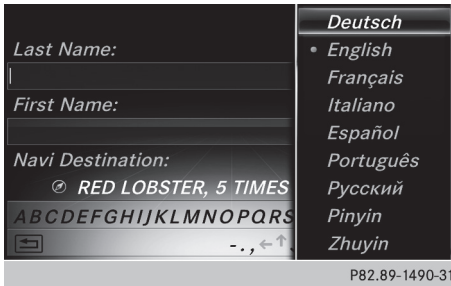 Last Name:
First Name:
Navi Destination:
RED LOBSTER, 5 TIMES
ABCDEFGHIJKLMNOPQRS
-.,←↑
Deutsch
• English
Français
Italiano
Español
Português
Русский
Pinyin
Zhuyin
P82.89-1490-31